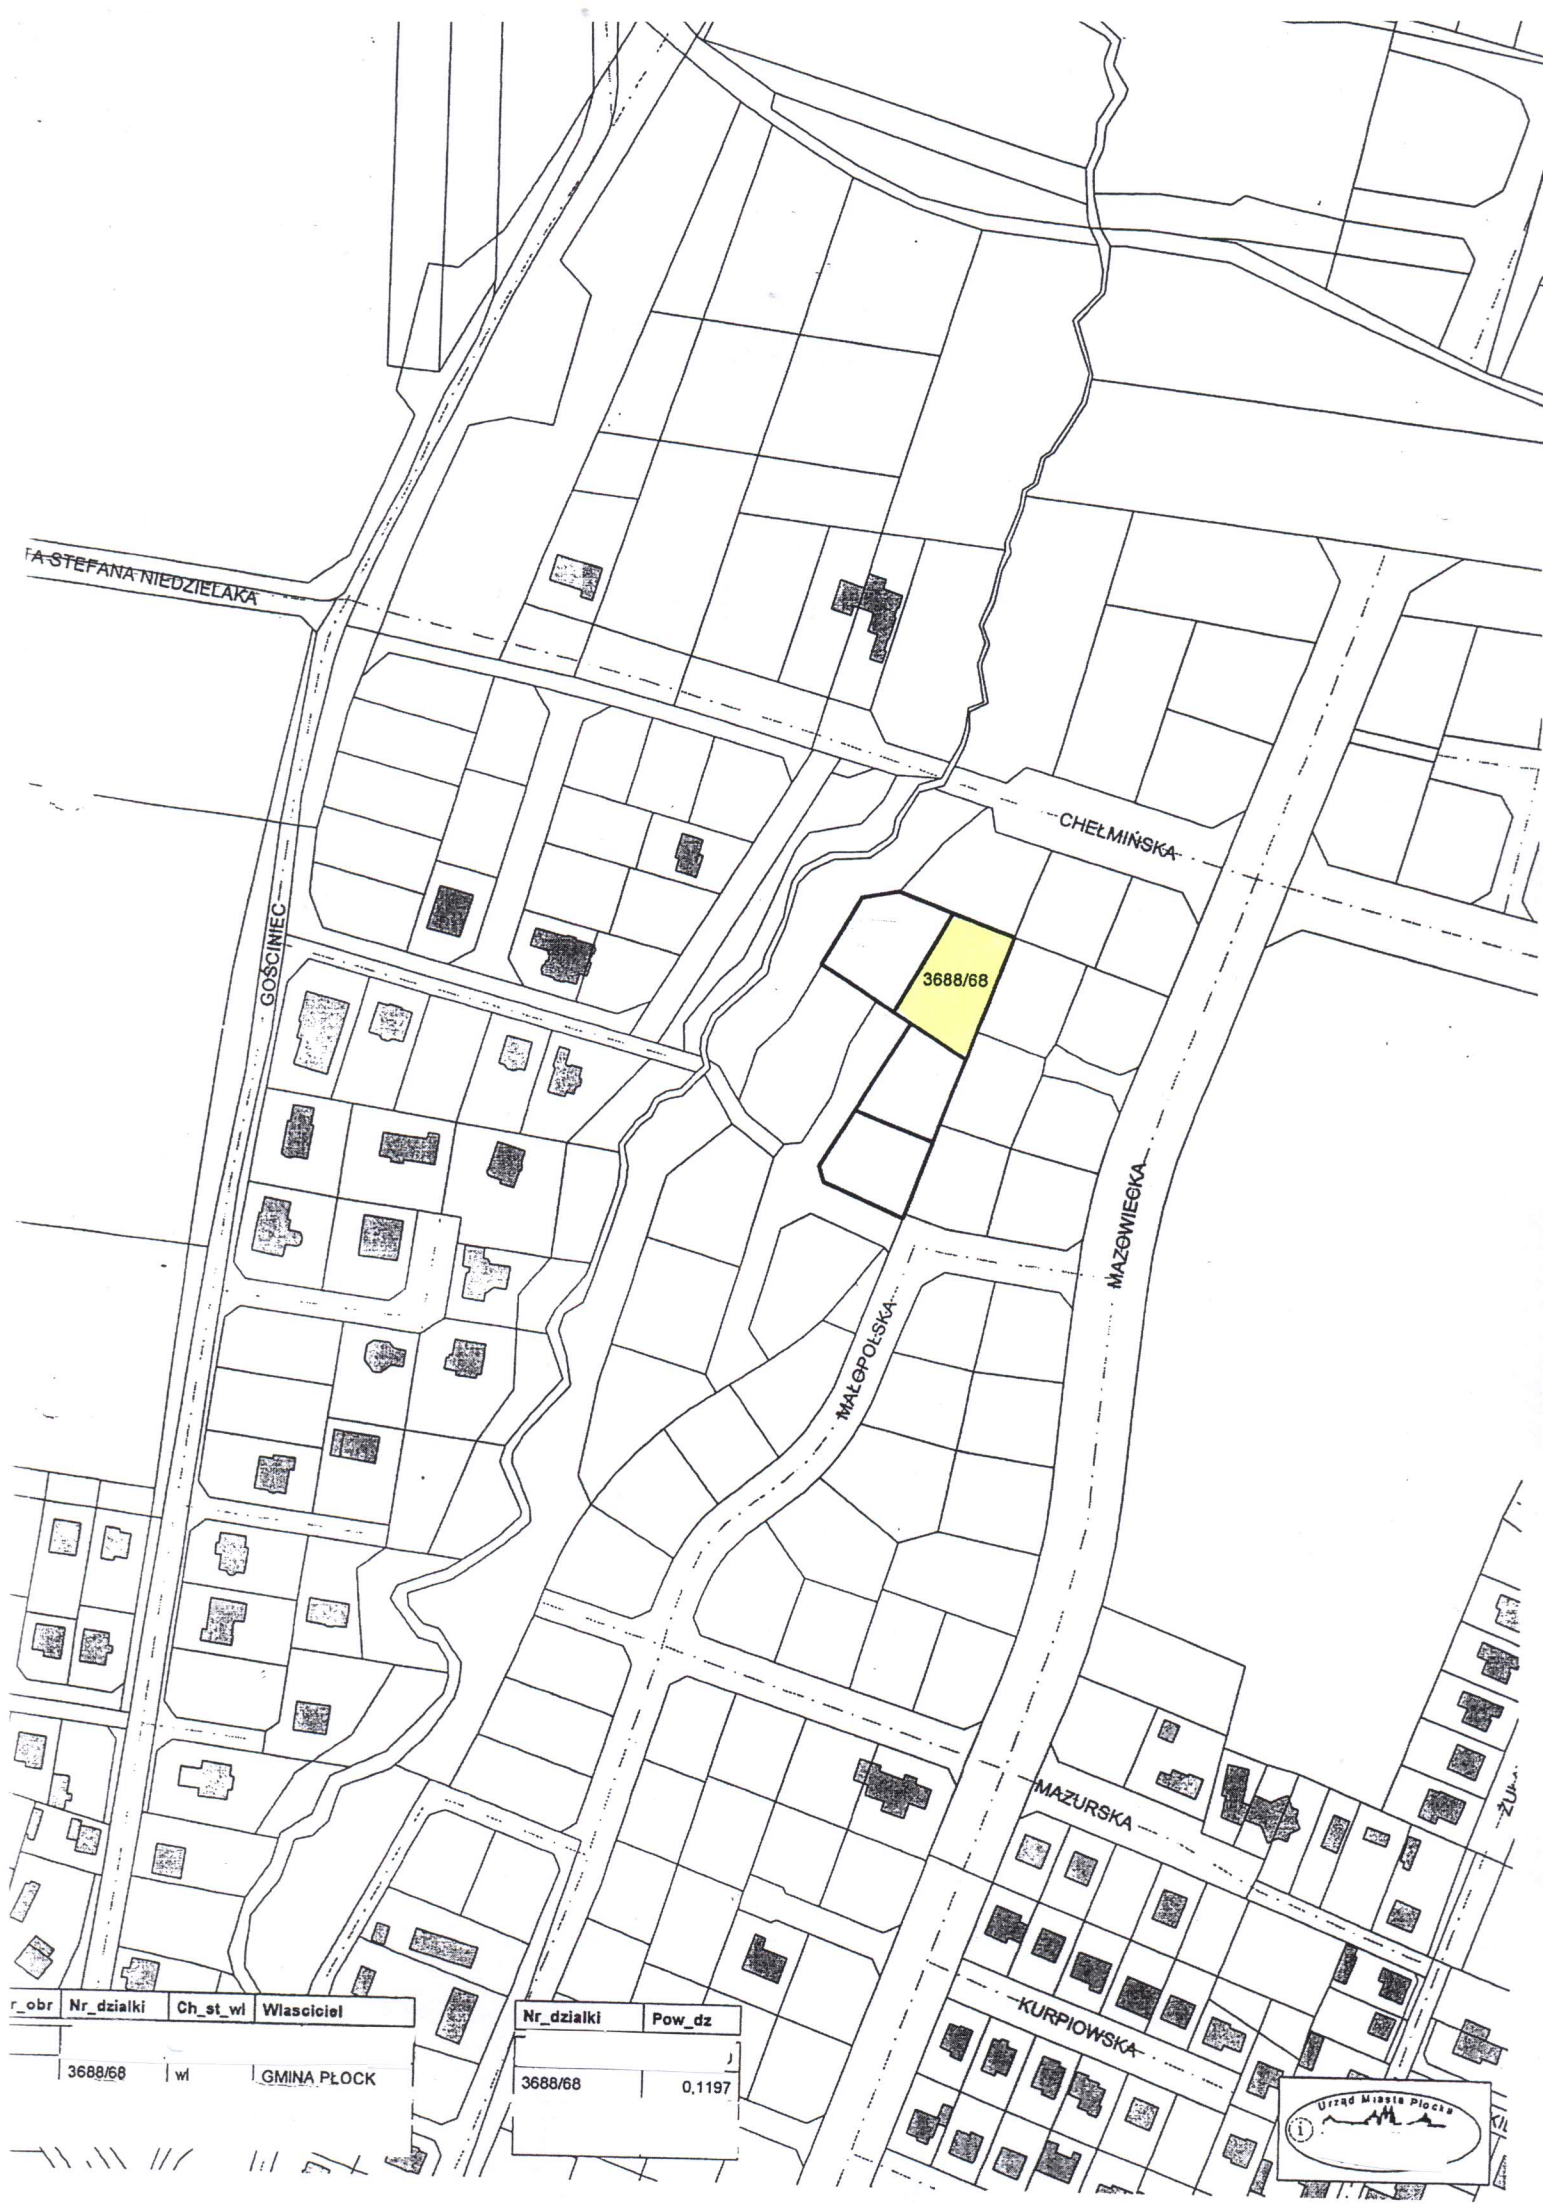 TA STEFANA NIEDZIELAKA
CHEŁMIŃSKA
GOŚCINIEC
3688/68
MAZOWIECKA
MAŁOPOLSKA
MAZURSKA
KURPIOWSKA
r_obr Nr_dzialki Ch_st_wl Wlasciciel
3688/68 wł GMINA PŁOCK
Nr_dzialki Pow_dz
3688/68 0,1197
Urząd Miasta Płocka